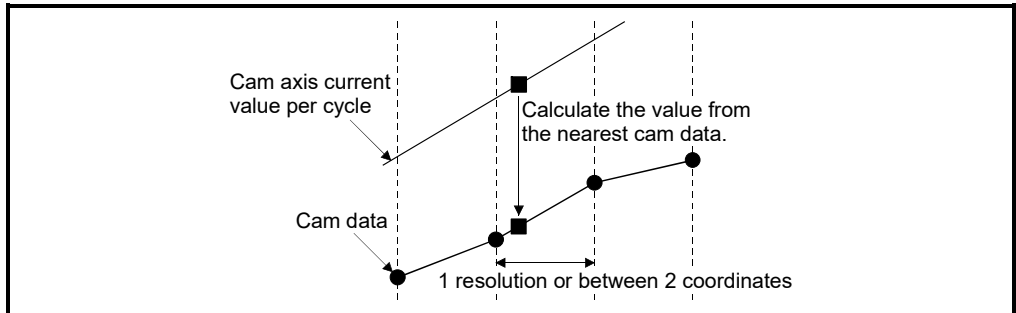 Cam axis current
value per cycle
Calculate the value from
the nearest cam data.
Cam data
1 resolution or between 2 coordinates